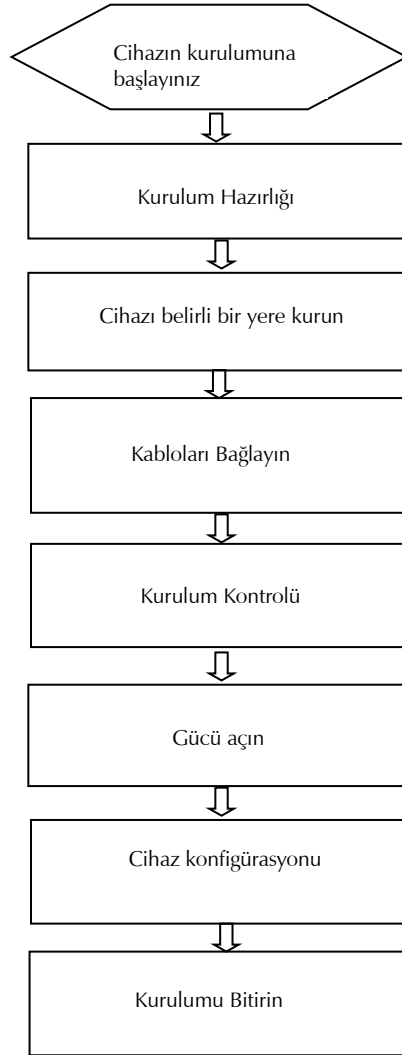 Cihazın kurulumuna
başlayınız
Kurulum Hazırlığı
Cihazı belirli bir yere kurun
Kabloları Bağlayın
Kurulum Kontrolü
Gücü açın
Cihaz konfigürasyonu
Kurulumu Bitirin